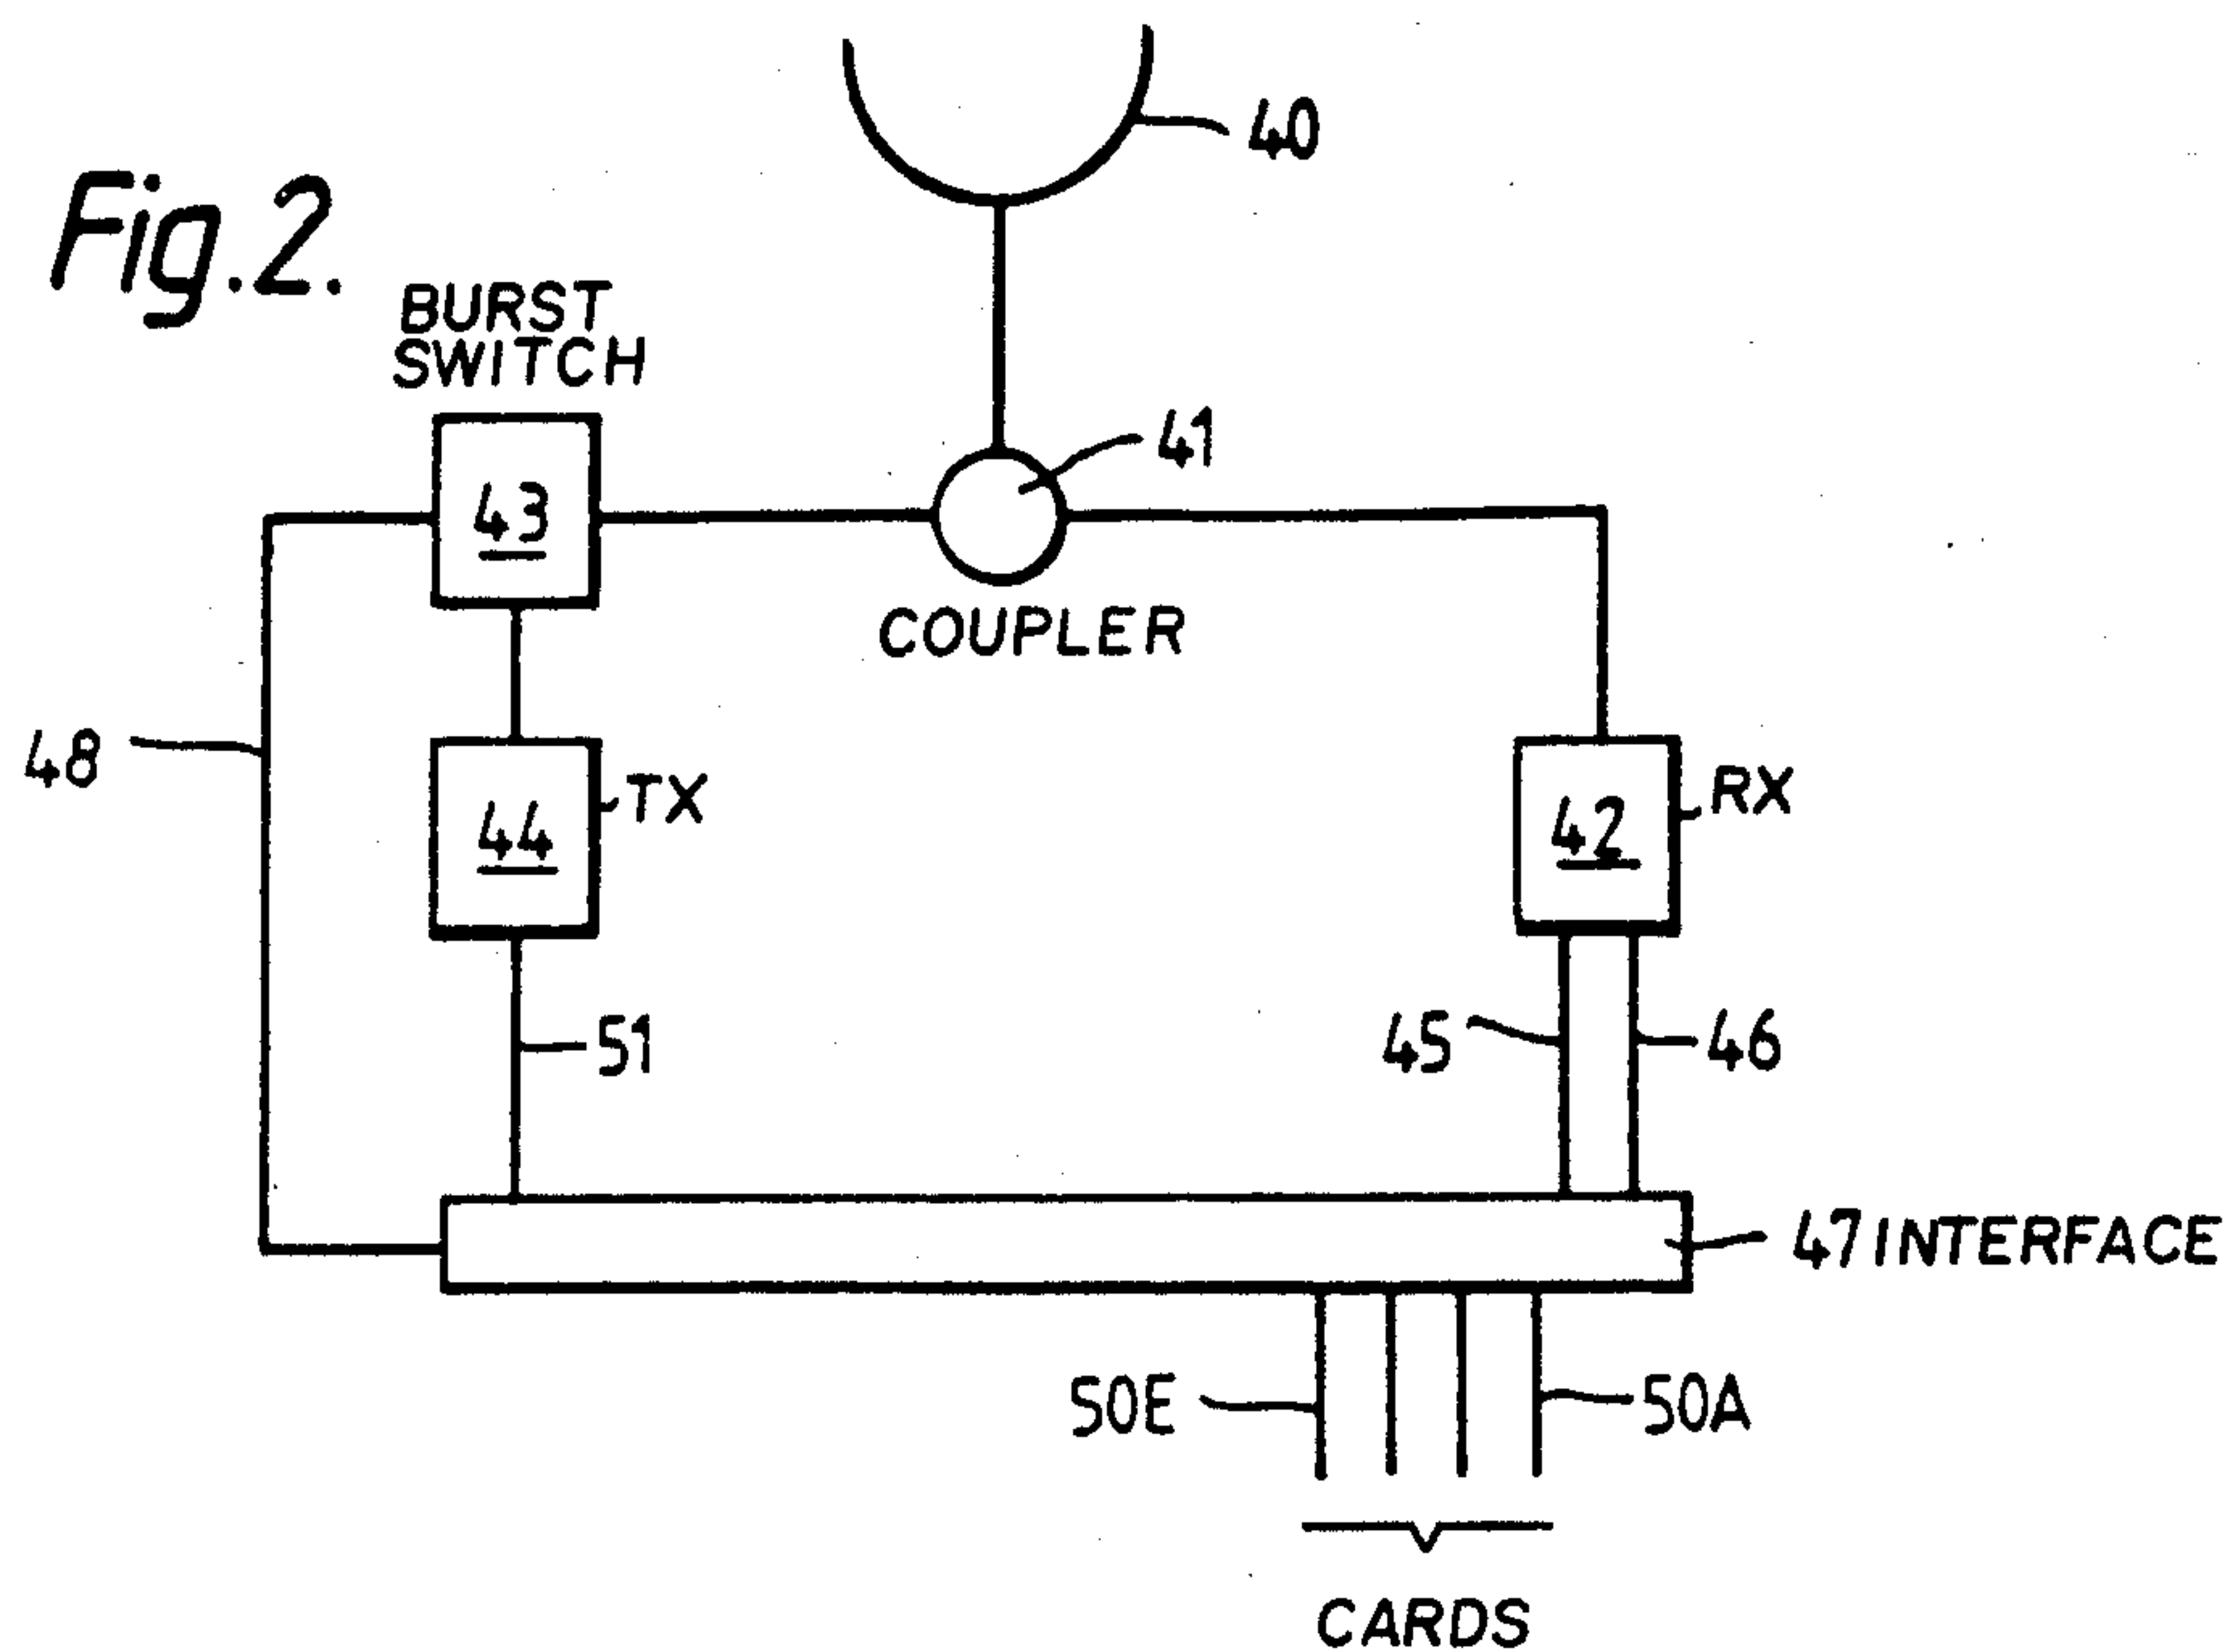 Fig.2.
40
BURST
SWITCH
41
43
COUPLER
48
44
TX
42
RX
51
45
46
47 INTERFACE
50E
50A
CARDS